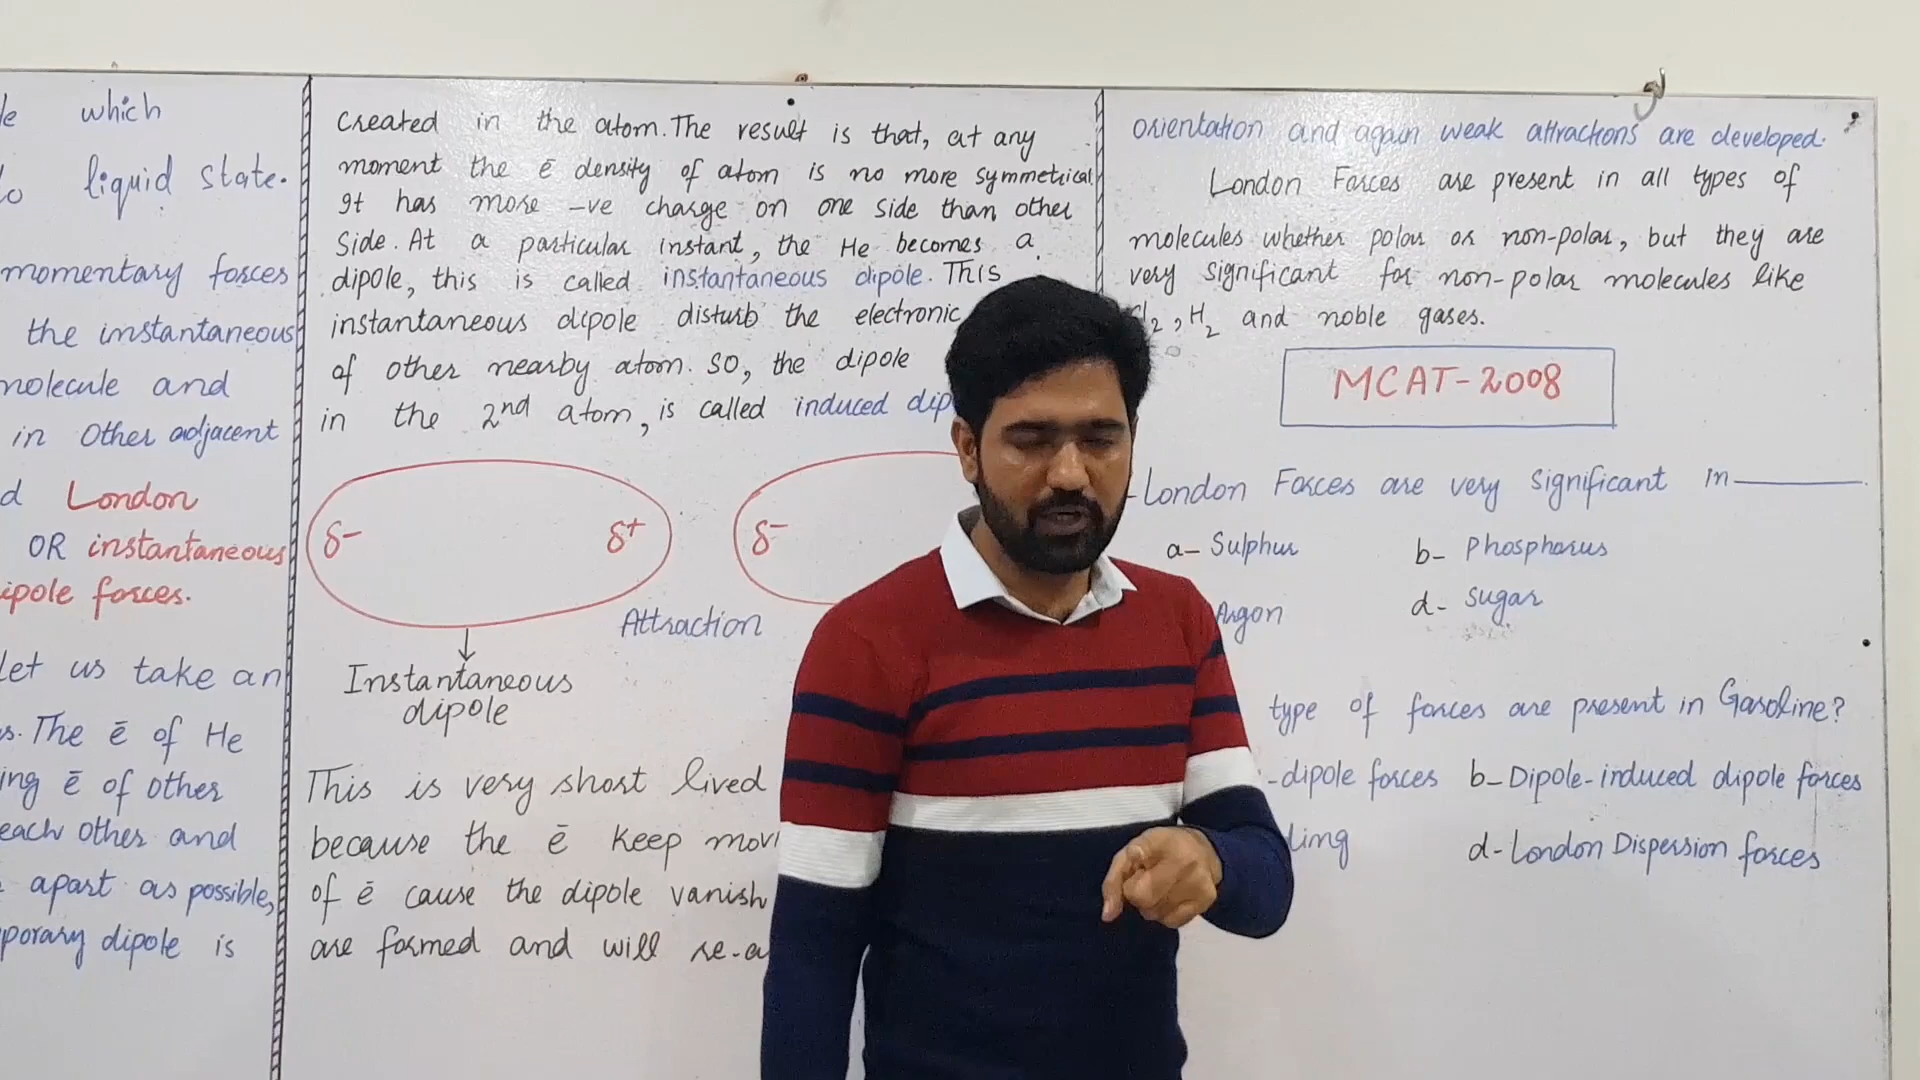 which
liquid state.
momentary forces
the instantaneous
molecule and
in Other adjacent
London
OR instantaneous
forces.
let us take an
The ē of He
ē of other
each other and
apart as possible,
dipole is
Created in the atom. The result is that, at any
moment the ē density of atom is no more symmetrical
It has more -ve charge on one side than other
Side. At a particular instant, the He becomes a
dipole, this is called instantaneous dipole. This
instantaneous dipole disturb the electronic
of other nearby atom. SO, the dipole
in the 2nd atom, is called induced
δ- δ+ δ-
Attraction
Instantaneous
dipole
This is very short lived
because the ē keep
of ē cause the dipole vanish
are formed and will
orientation and again weak attractions are developed.
London Forces are present in all types of
molecules whether polar or non-polar, but they are
very significant for non-polar molecules like
, H2 and noble gases.
MCAT-2008
London Forces are very significant in
a- Sulphur b- Phosphorus
Argon d- sugar
type of forces are present in Gasoline?
-dipole forces b- Dipole-induced dipole forces
d- London Dispersion forces